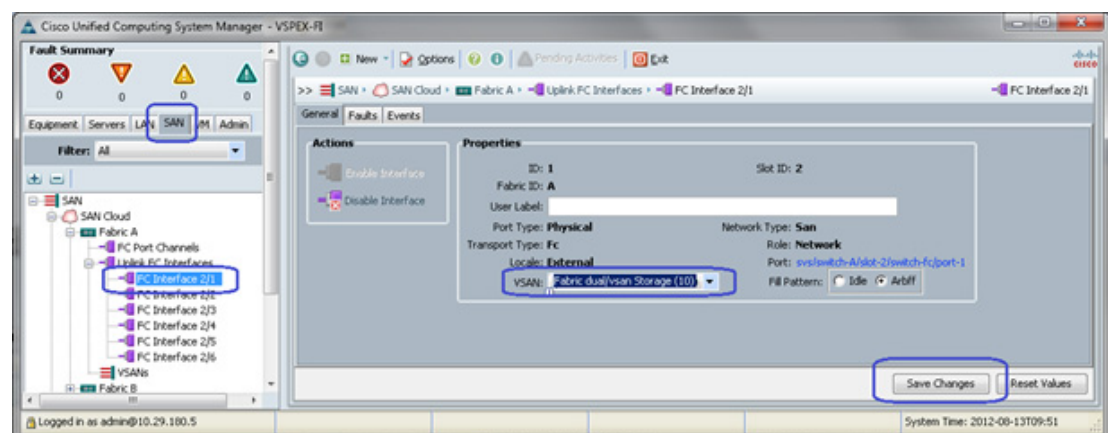 Cisco Unified Computing System Manager - VSPEX-FI
Fault Summary
0 0 0 0
Equipment Servers LAN SAN VM Admin
Filter: All
SAN
SAN Cloud
Fabric A
FC Port Channels
Uplink FC Interfaces
FC Interface 2/1
FC Interface 2/2
FC Interface 2/3
FC Interface 2/4
FC Interface 2/5
FC Interface 2/6
VSANs
Fabric B
New Options Pending Activities Exit
CISCO
>> SAN SAN Cloud Fabric A Uplink FC Interfaces FC Interface 2/1 FC Interface 2/1
General Faults Events
Actions
Enable Interface
Disable Interface
Properties
ID: 1 Slot ID: 2
Fabric ID: A
User Label:
Port Type: Physical Network Type: San
Transport Type: Fc Role: Network
Locale: External Port: sys/switch-A/slot-2/switch-fc/port-1
VSAN: Fabric dual/vsan Storage (10) Fill Pattern: Idle Arbff
Save Changes Reset Values
Logged in as admin@10.29.180.5 System Time: 2012-08-13T09:51